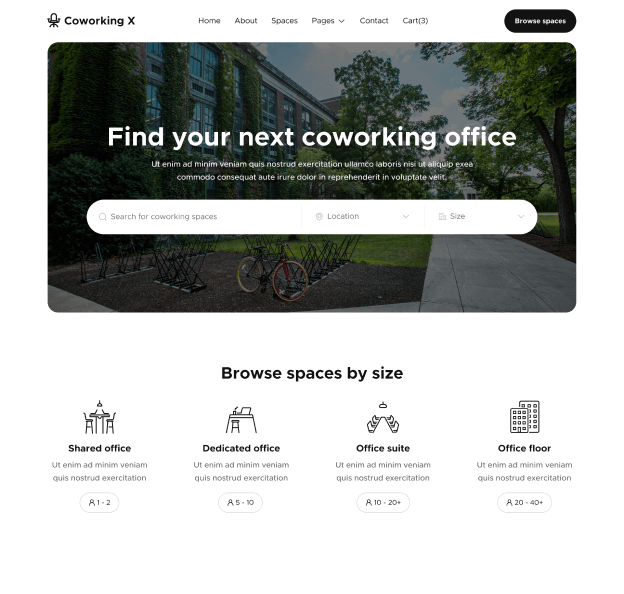 Coworking X
Home About Spaces Pages Contact Cart(3)
Browse spaces
Find your next coworking office
Ut enim ad minim veniam quis nostrud exercitation ullamco laboris nisi ut aliquip exea
commodo consequat aute irure dolor in reprehenderit in voluptate velit.
Search for coworking spaces
Location
Size
Browse spaces by size
Shared office
Ut enim ad minim veniam
quis nostrud exercitation
1 - 2
Dedicated office
Ut enim ad minim veniam
quis nostrud exercitation
5 - 10
Office suite
Ut enim ad minim veniam
quis nostrud exercitation
10 - 20+
Office floor
Ut enim ad minim veniam
quis nostrud exercitation
20 - 40+